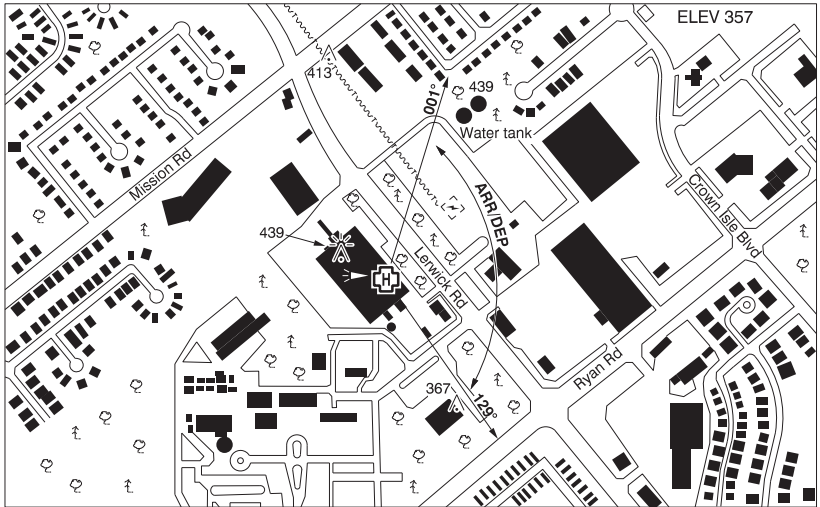 ELEV 357
413
001°
439
Water tank
Mission Rd
ARR/DEP
Crown Isle Blvd
439
H
Lerwick Rd
Ryan Rd
367
129°